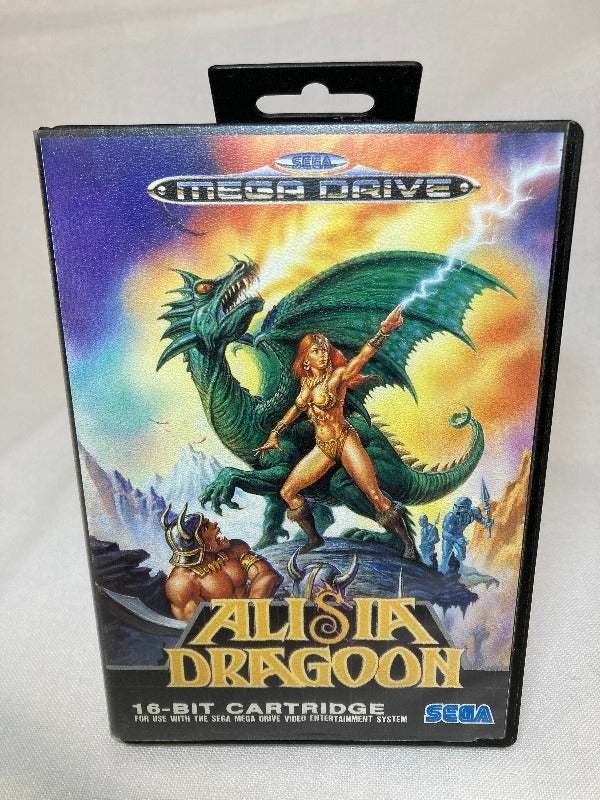 SEGA
MEGA DRIVE
ALISIA
DRAGOON
16-BIT CARTRIDGE
FOR USE WITH THE SEGA MEGA DRIVE VIDEO ENTERTAINMENT SYSTEM
SEGA